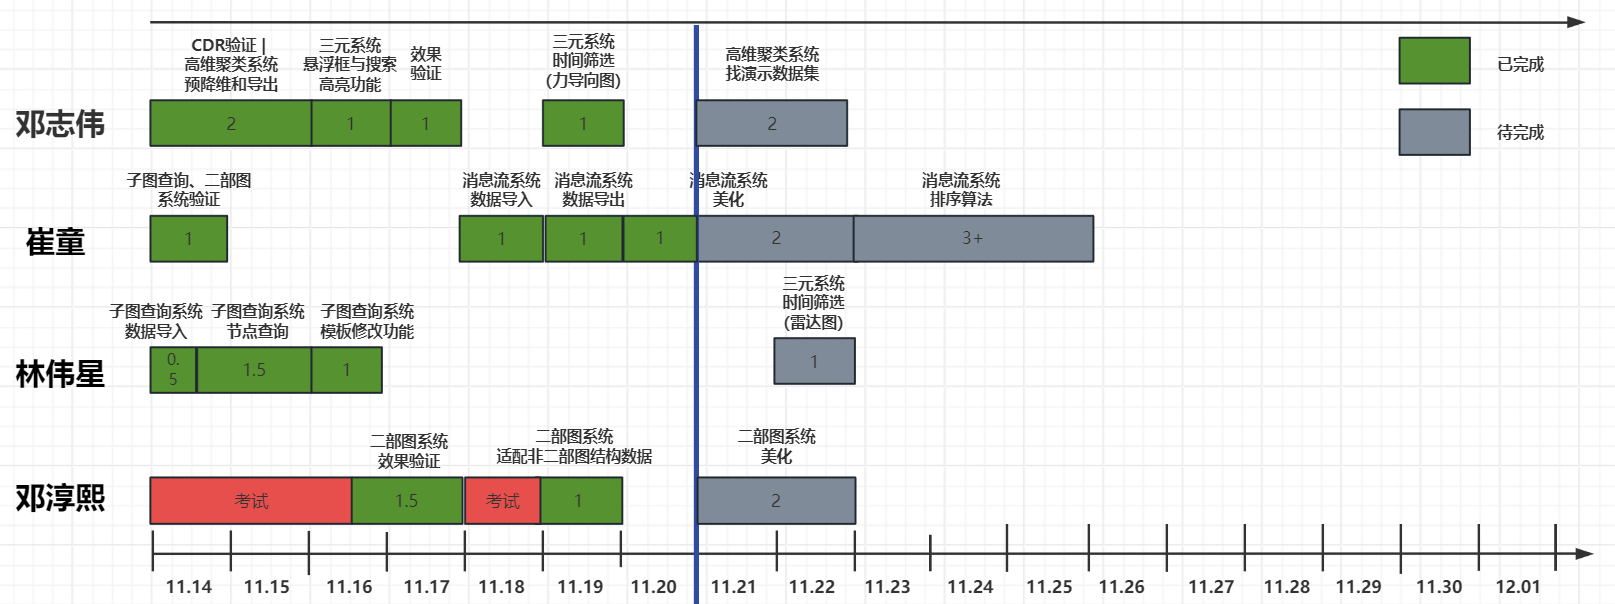 CDR验证 |
高维聚类系统
预降维和导出
三元系统
悬浮框与搜索
高亮功能
效果
验证
三元系统
时间筛选
(力导向图)
高维聚类系统
找演示数据集
已完成
待完成
邓志伟
2
1
1
1
2
子图查询、二部图
系统验证
消息流系统
数据导入
消息流系统
数据导出
消息流系统
美化
消息流系统
排序算法
崔童
1
1
1
1
2
3+
子图查询系统
数据导入
子图查询系统
节点查询
子图查询系统
模板修改功能
三元系统
时间筛选
(雷达图)
林伟星
0.
5
1.5
1
1
二部图系统
效果验证
二部图系统
适配非二部图结构数据
二部图系统
美化
邓淳熙
考试
1.5
考试
1
2
11.14
11.15
11.16
11.17
11.18
11.19
11.20
11.21
11.22
11.23
11.24
11.25
11.26
11.27
11.28
11.29
11.30
12.01